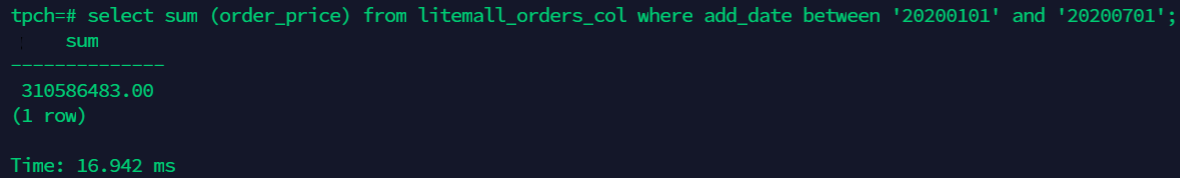 tpch=# select sum (order_price) from litemall_orders_col where add_date between '20200101' and '20200701';
sum
--------------
310586483.00
(1 row)
Time: 16.942 ms